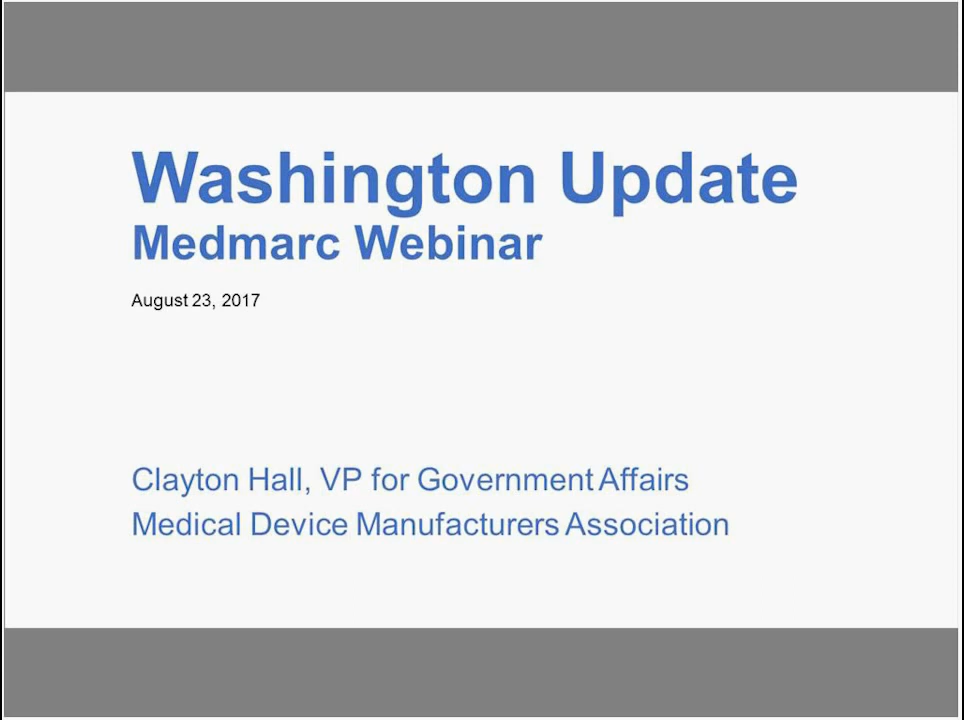 Washington Update
Medmarc Webinar
August 23, 2017
Clayton Hall, VP for Government Affairs
Medical Device Manufacturers Association